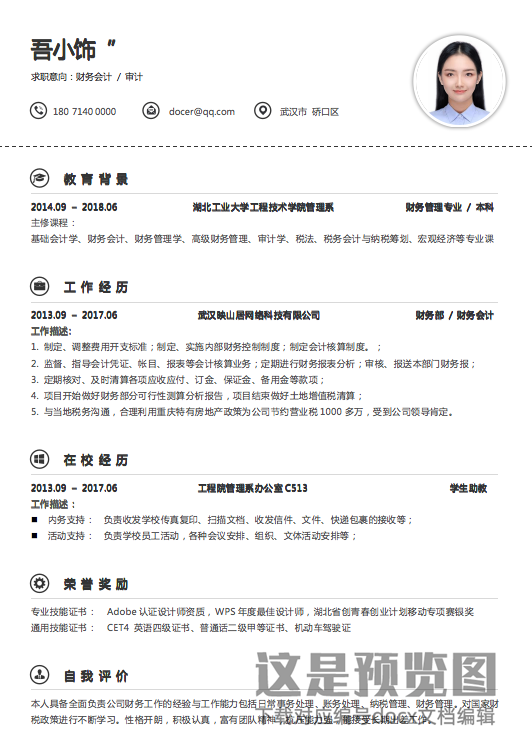 吾小饰 〃
求职意向：财务会计 / 审计
180 7140 0000 docer@qq.com 武汉市 硚口区
教育背景
2014.09 – 2018.06 湖北工业大学工程技术学院管理系 财务管理专业 / 本科
主修课程：
基础会计学、财务会计、财务管理学、高级财务管理、审计学、税法、税务会计与纳税筹划、宏观经济等专业课
工作经历
2013.09 – 2017.06 武汉映山居网络科技有限公司 财务部 / 财务会计
工作描述:
1. 制定、调整费用开支标准；制定、实施内部财务控制制度；制定会计核算制度。；
2. 监督、指导会计凭证、帐目、报表等会计核算业务；定期进行财务报表分析；审核、报送本部门财务报；
3. 定期核对、及时清算各项应收应付、订金、保证金、备用金等款项；
4. 项目开始做好财务部分可行性测算分析报告，项目结束做好土地增值税清算；
5. 与当地税务沟通，合理利用重庆特有房地产政策为公司节约营业税 1000 多万，受到公司领导肯定。
在校经历
2013.09 – 2017.06 工程院管理系办公室 C513 学生助教
工作描述：
■ 内务支持： 负责收发学校传真复印、扫描文档、收发信件、文件、快递包裹的接收等；
■ 活动支持： 负责学校员工活动，各种会议安排、组织、文体活动安排等；
荣誉奖励
专业技能证书： Adobe 认证设计师资质，WPS 年度最佳设计师，湖北省创青春创业计划移动专项赛银奖
通用技能证书： CET4 英语四级证书、普通话二级甲等证书、机动车驾驶证
自我评价
本人具备全面负责公司财务工作的经验与工作能力包括日常事务处理、账务处理、纳税管理、财务管理。对国家财
税政策进行不断学习。性格开朗，积极认真，富有团队精神，抗压能力强，能接受长期出差工作。
这是预览图
下载对应编号docx文档编辑